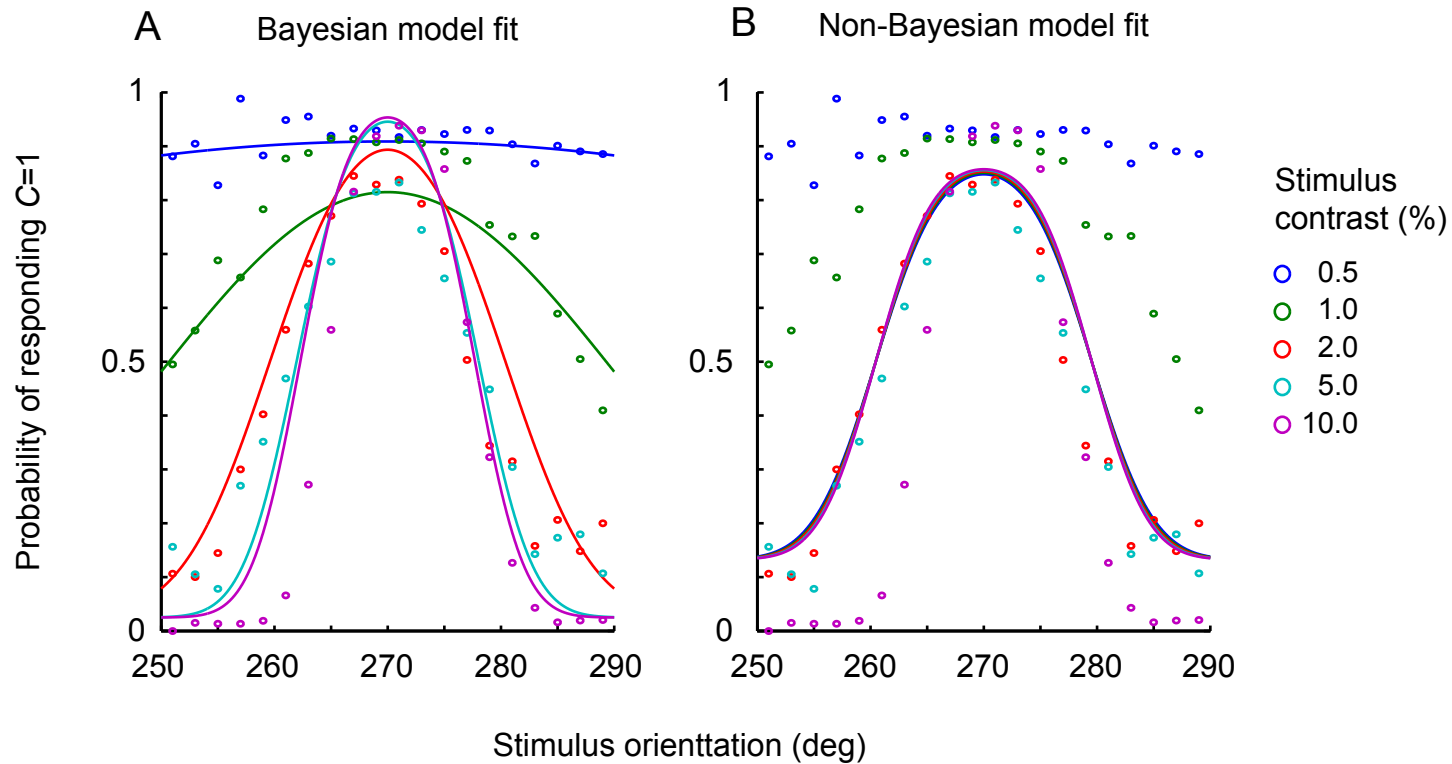 A
Bayesian model fit
B
Non-Bayesian model fit
Probability of responding C=1
1
0.5
0
250 260 270 280 290
1
0.5
0
250 260 270 280 290
Stimulus orienttation (deg)
Stimulus
contrast (%)
0.5
1.0
2.0
5.0
10.0